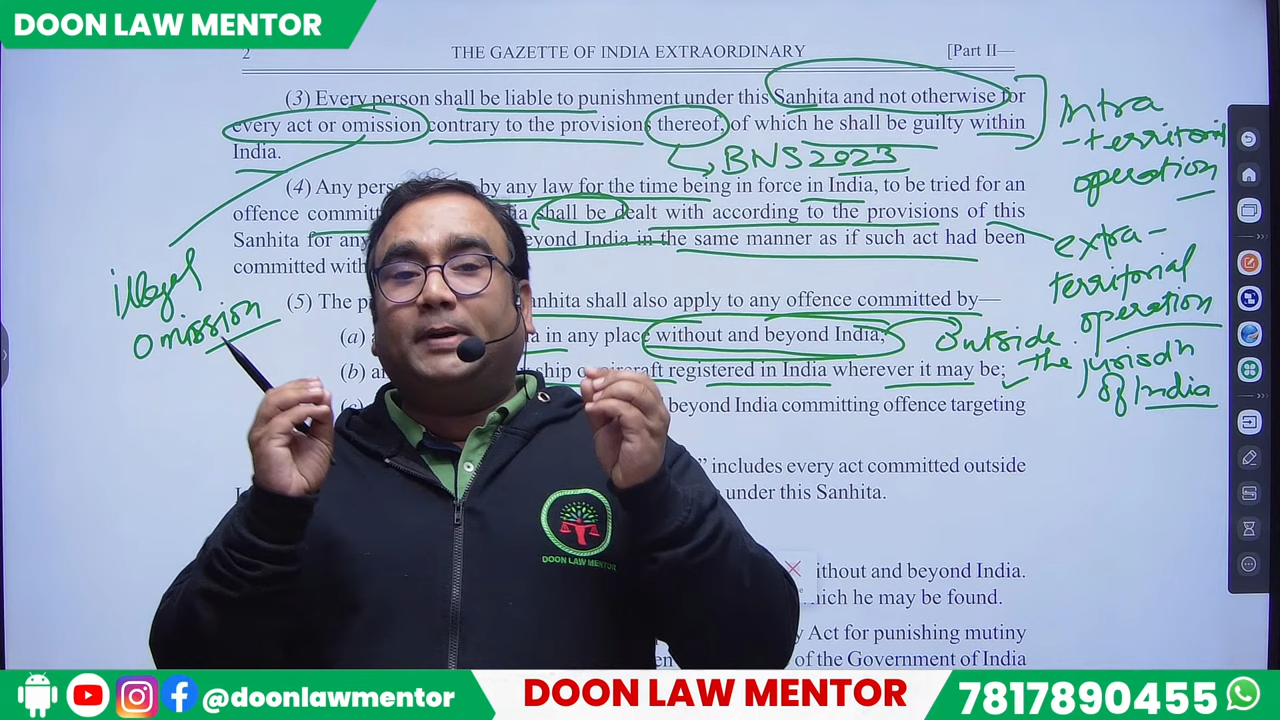 DOON LAW MENTOR
2 THE GAZETTE OF INDIA EXTRAORDINARY [Part II—
(3) Every person shall be liable to punishment under this Sanhita and not otherwise for
every act or omission contrary to the provisions thereof, of which he shall be guilty within
India.
BNS 2023
Intra
-territorial
operation
(4) Any person by any law for the time being in force in India, to be tried for an
offence shall be dealt with according to the provisions of this
Sanhita for any beyond India in the same manner as if such act had been
committed
extra-
territorial
operation
illegal
omission
(5) The Sanhita shall also apply to any offence committed by—
(a) in any place without and beyond India;
outside
the jurisdn
of India
(b) ship or aircraft registered in India wherever it may be;
beyond India committing offence targeting
” includes every act committed outside
under this Sanhita.
without and beyond India.
which he may be found.
Act for punishing mutiny
of the Government of India
DOON LAW MENTOR
@doonlawmentor
DOON LAW MENTOR
7817890455